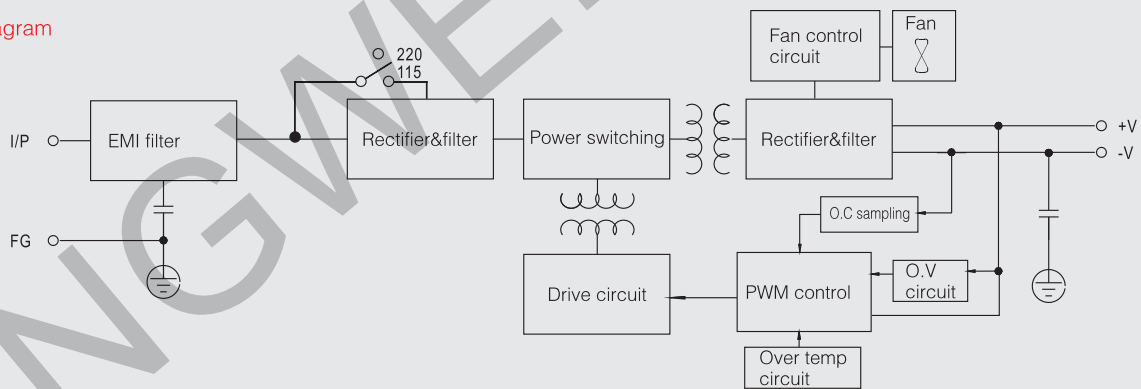 agram
Fan control
circuit
Fan
220
115
I/P
EMI filter
Rectifier&filter
Power switching
Rectifier&filter
+V
-V
O.C sampling
FG
Drive circuit
PWM control
O.V
circuit
Over temp
circuit
NGWE